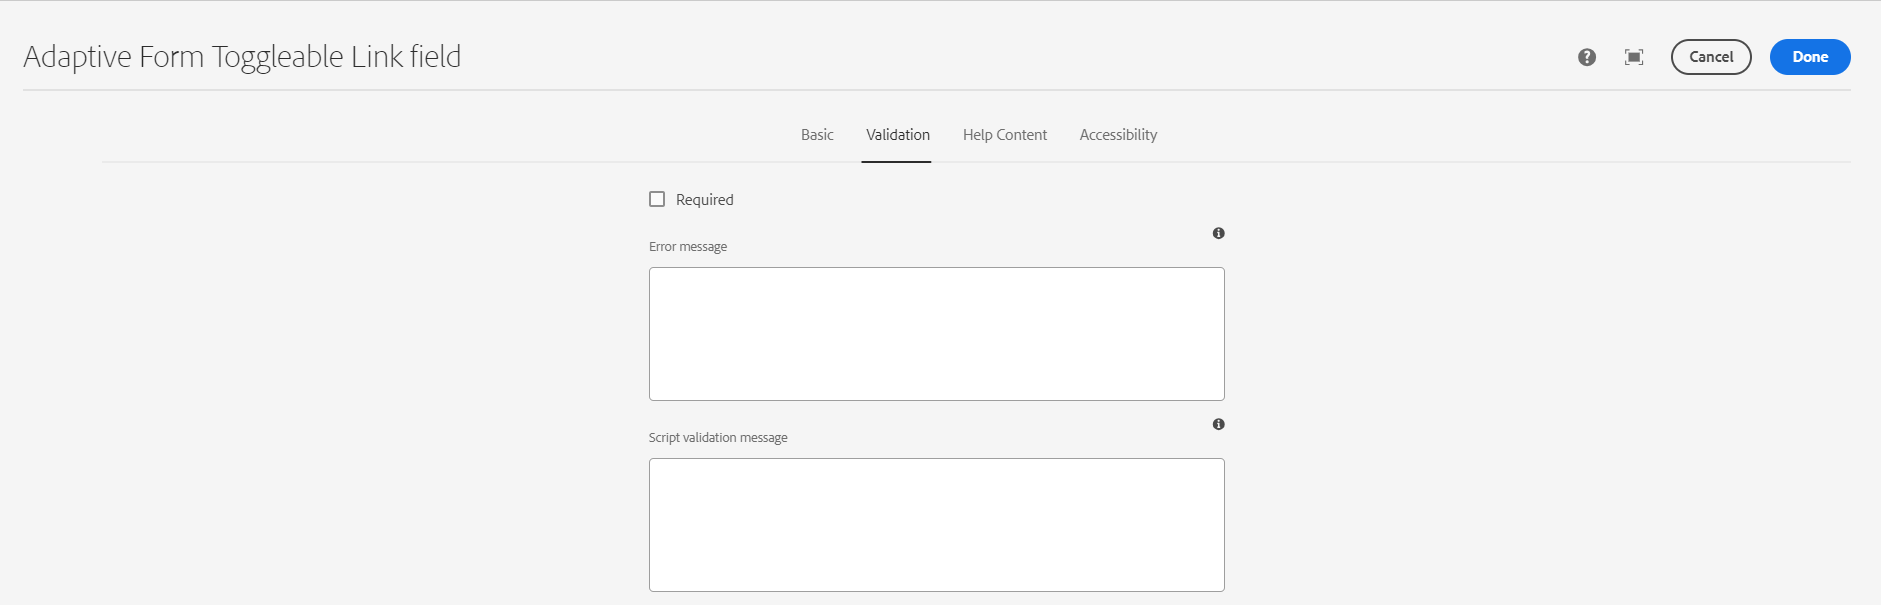 Adaptive Form Toggleable Link field
Cancel
Done
Basic
Validation
Help Content
Accessibility
Required
Error message
Script validation message